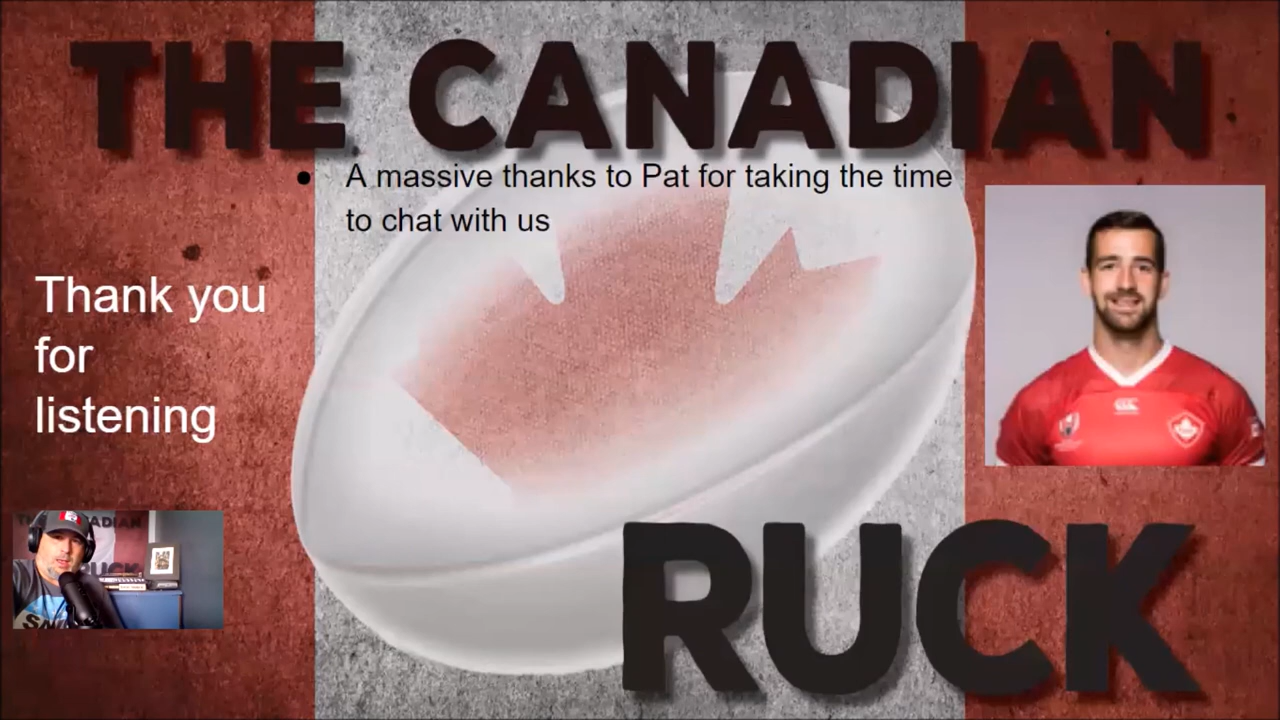 THE CANADIAN
• A massive thanks to Pat for taking the time
to chat with us
Thank you
for
listening
RUCK